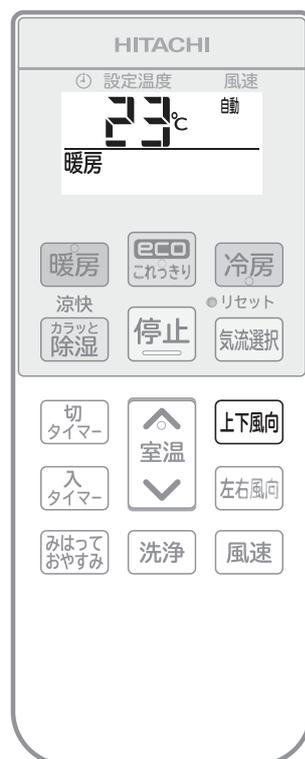 HITACHI
設定温度 風速
23℃ 自動
暖房
暖房
eco
これっきり
冷房
涼快
リセット
カラッと
除湿
停止
気流選択
切
タイマー
室温
上下風向
入
タイマー
左右風向
みはって
おやすみ
洗浄
風速